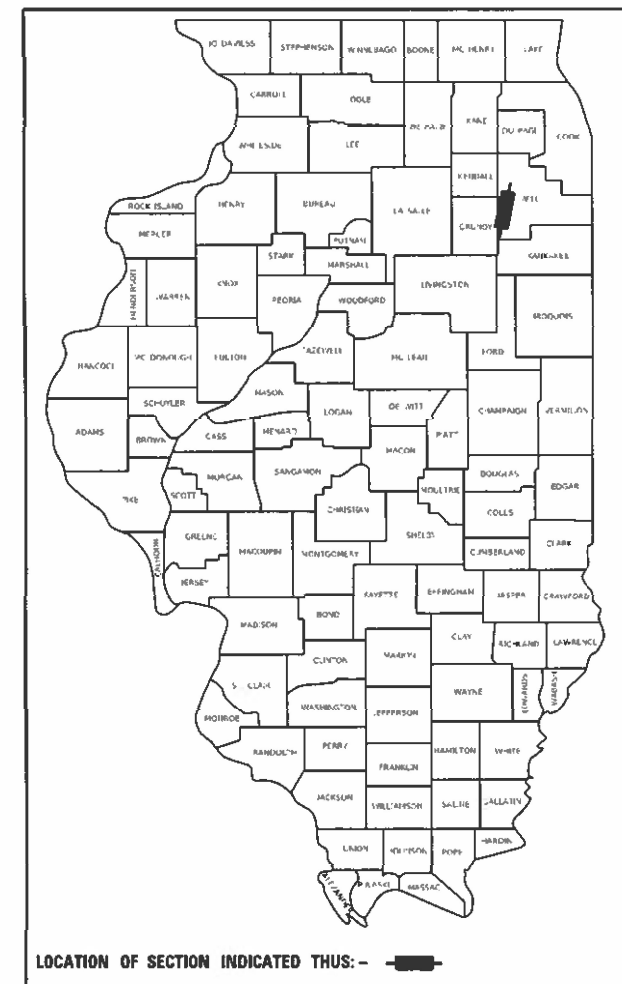 JO DAVIESS STEPHENSON WINNEBAGO BOONE MC HENRY LAKE
CARROLL OGLE KANE DU PAGE COOK
WHITESIDE LEE KENDALL WILL
ROCK ISLAND HENRY BUREAU LA SALLE GRUNDY
MERCER PUTNAM KANKAKEE
STARK MARSHALL
HENDERSON WARREN KNOX PEORIA WOODFORD LIVINGSTON IROQUOIS
HANCOCK MC DONOUGH FULTON TAZEWELL MC LEAN FORD
SCHUYLER MASON DE WITT CHAMPAIGN VERMILION
ADAMS BROWN CASS MENARD LOGAN PIATT
MACON
MORGAN SANGAMON DOUGLAS
PIKE SCOTT CHRISTIAN MOULTRIE EDGAR
COLES
GREENE MACOUPIN MONTGOMERY SHELBY CLARK
CALHOUN CUMBERLAND
JERSEY FAYETTE EFFINGHAM JASPER CRAWFORD
MADISON BOND
CLAY RICHLAND LAWRENCE
CLINTON MARION
ST. CLAIR WAYNE EDWARDS WABASH
WASHINGTON JEFFERSON
MONROE
RANDOLPH PERRY HAMILTON WHITE
FRANKLIN
JACKSON WILLIAMSON SALINE GALLATIN
UNION JOHNSON POPE HARDIN
ALEXANDER PULASKI MASSAC
LOCATION OF SECTION INDICATED THUS: -